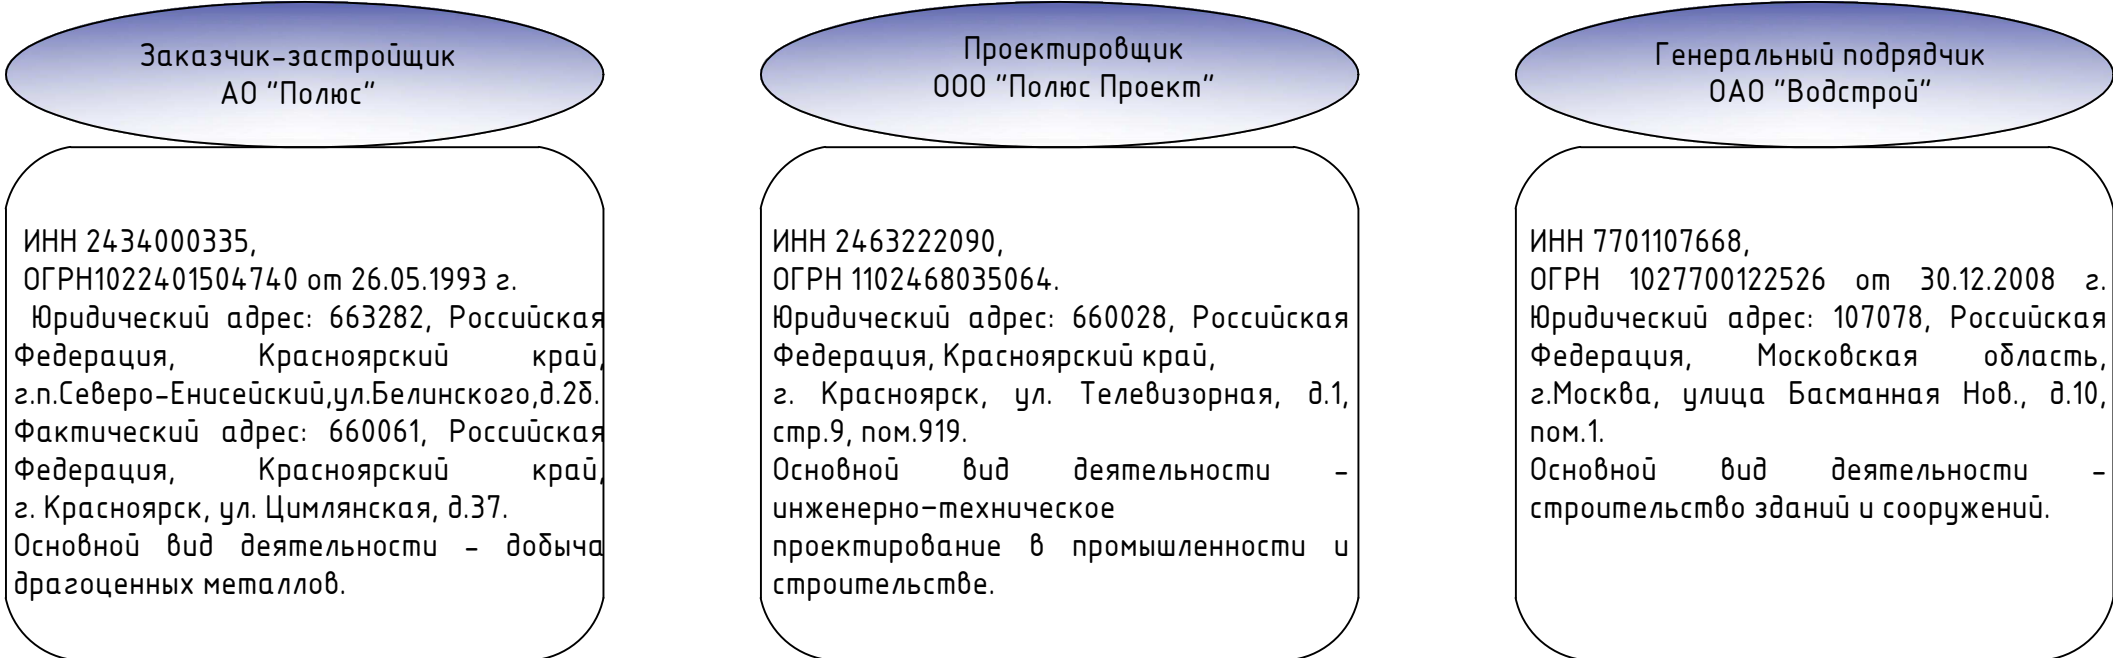 Заказчик-застройщик
АО "Полюс"
ИНН 2434000335,
ОГРН1022401504740 от 26.05.1993 г.
Юридический адрес: 663282, Российская
Федерация, Красноярский край,
г.п.Северо-Енисейский,ул.Белинского,д.2б.
Фактический адрес: 660061, Российская
Федерация, Красноярский край,
г. Красноярск, ул. Цимлянская, д.37.
Основной вид деятельности - добыча
драгоценных металлов.
Проектировщик
ООО "Полюс Проект"
ИНН 2463222090,
ОГРН 1102468035064.
Юридический адрес: 660028, Российская
Федерация, Красноярский край,
г. Красноярск, ул. Телевизорная, д.1,
стр.9, пом.919.
Основной вид деятельности -
инженерно-техническое
проектирование в промышленности и
строительстве.
Генеральный подрядчик
ОАО "Водстрой"
ИНН 7701107668,
ОГРН 1027700122526 от 30.12.2008 г.
Юридический адрес: 107078, Российская
Федерация, Московская область,
г.Москва, улица Басманная Нов., д.10,
пом.1.
Основной вид деятельности -
строительство зданий и сооружений.